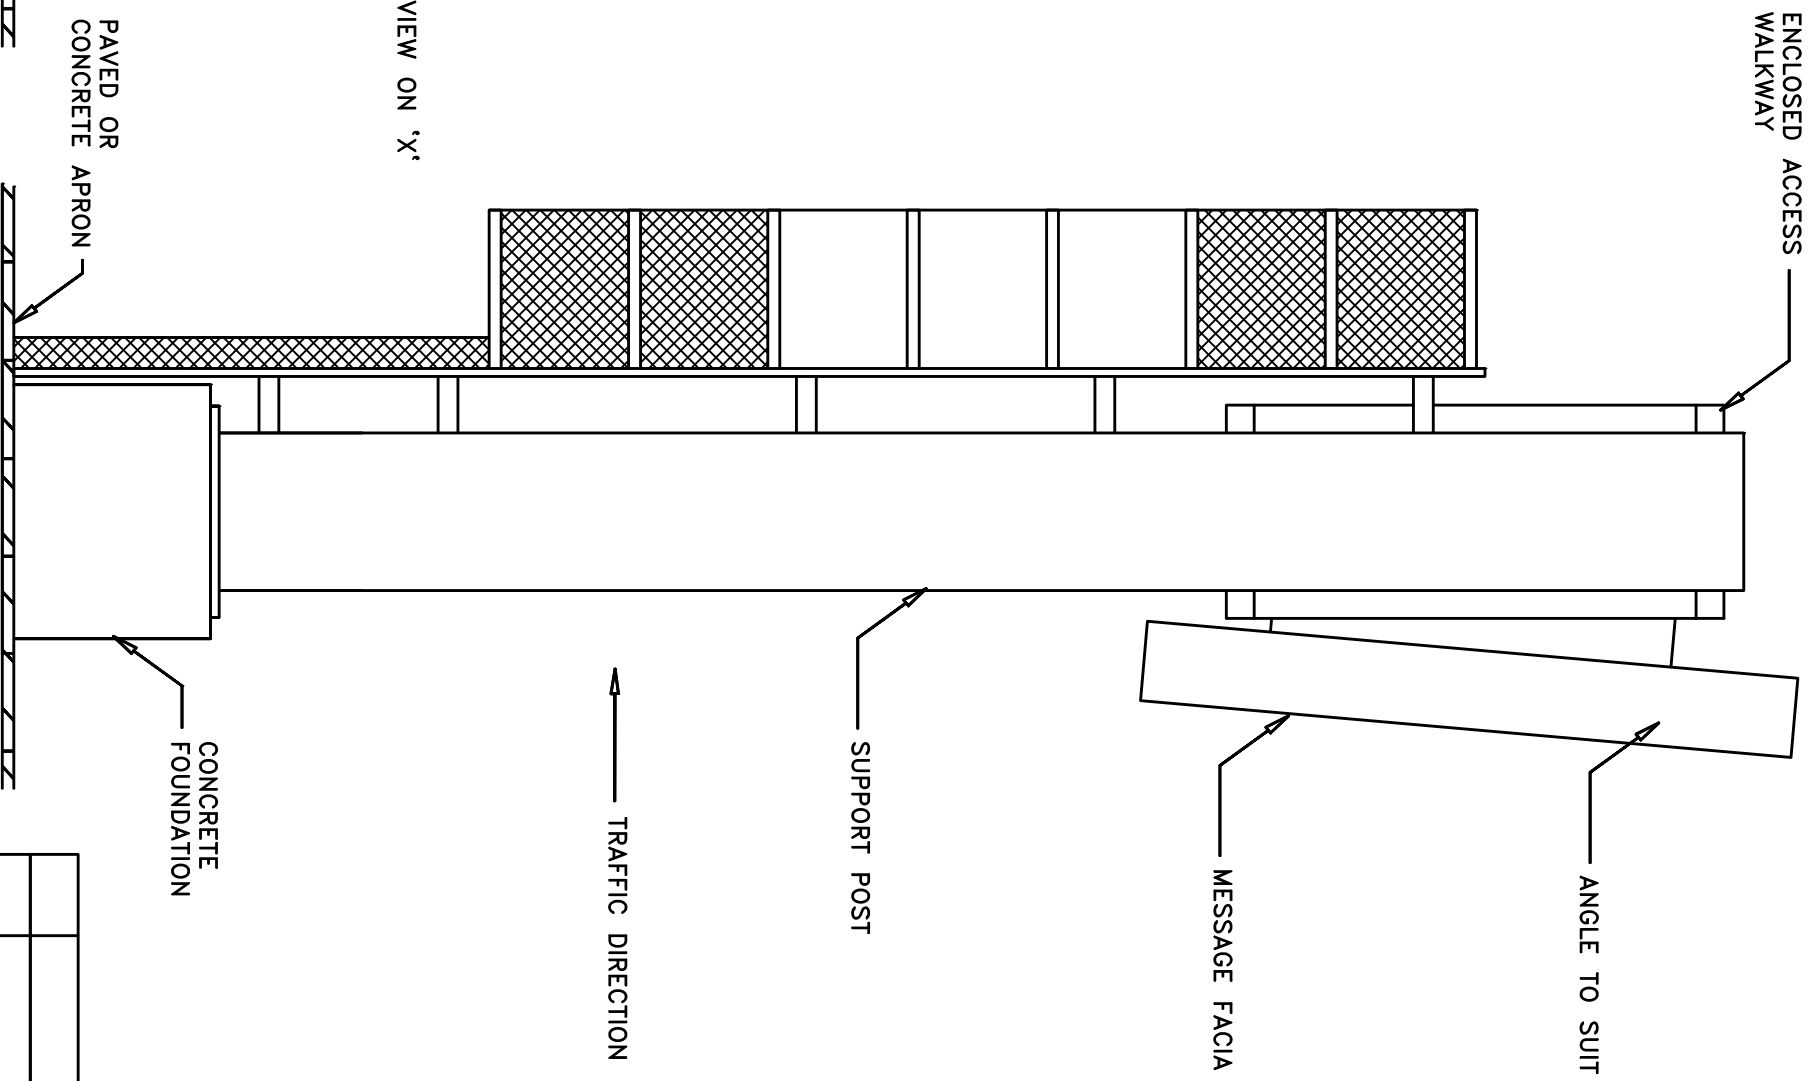 ENCLOSED ACCESS
WALKWAY
ANGLE TO SUIT
MESSAGE FACIA
SUPPORT POST
TRAFFIC DIRECTION
VIEW ON 'X'
CONCRETE
FOUNDATION
PAVED OR
CONCRETE APRON